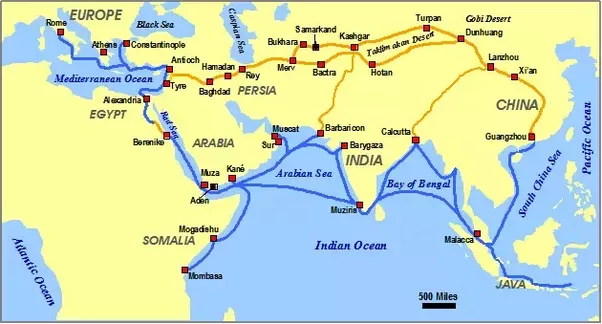 EUROPE
Rome
Black Sea
Caspian Sea
Samarkand
Turpan
Gobi Desert
Athens
Constantinople
Bukhara
Kashgar
Taklimakan Desert
Dunhuang
Mediterranean Ocean
Antioch
Hamadan
Merv
Bactra
Hotan
Lanzhou
Tyre
Rey
Xi'an
Baghdad
PERSIA
Alexandria
EGYPT
Red Sea
CHINA
Berenike
ARABIA
Muscat
Sur
Barbaricon
Barygaza
Calcutta
Guangzhou
INDIA
Muza
Kané
Aden
Arabian Sea
Bay of Bengal
South China Sea
Pacific Ocean
Muziris
Mogadishu
SOMALIA
Indian Ocean
Malacca
Atlantic Ocean
Mombasa
JAVA
500 Miles